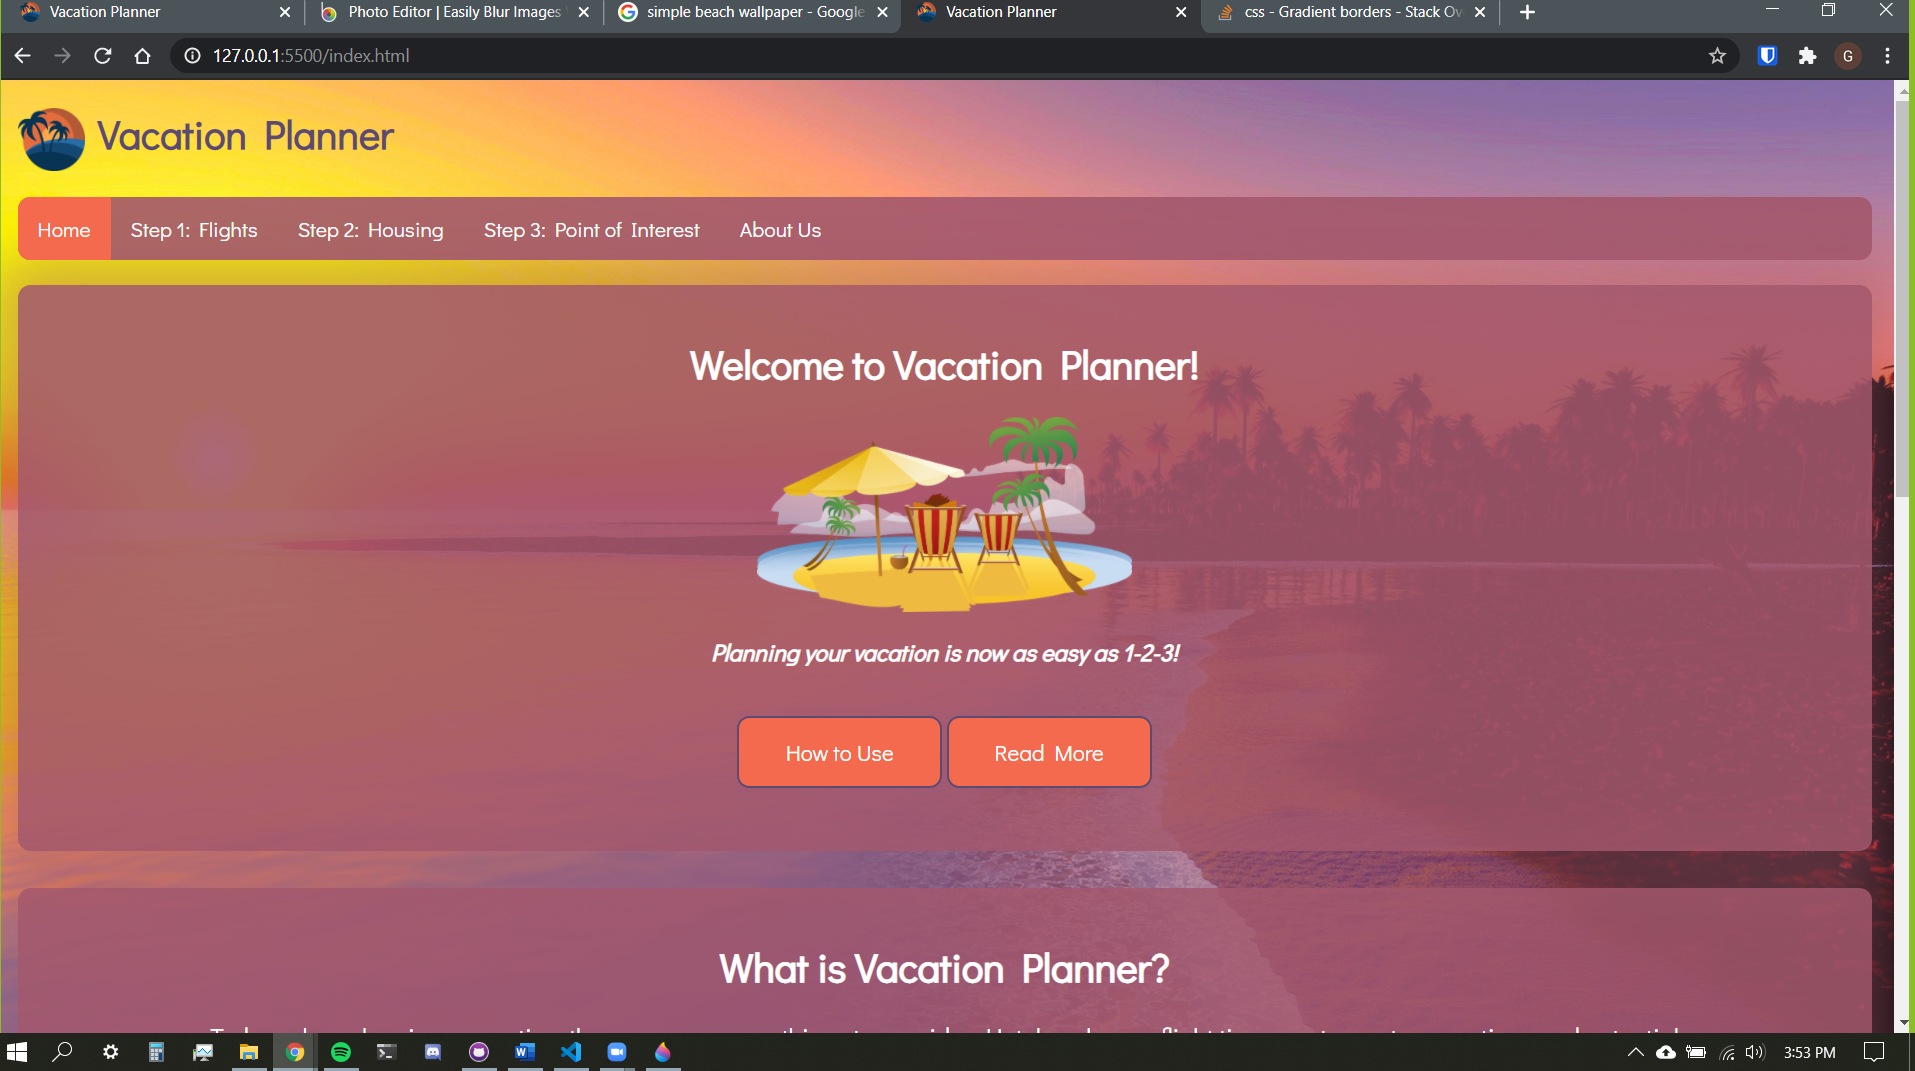 Vacation Planner
Photo Editor | Easily Blur Images
simple beach wallpaper - Google
Vacation Planner
css - Gradient borders - Stack Ov
127.0.0.1:5500/index.html
G
Vacation Planner
Home
Step 1: Flights
Step 2: Housing
Step 3: Point of Interest
About Us
Welcome to Vacation Planner!
Planning your vacation is now as easy as 1-2-3!
How to Use
Read More
What is Vacation Planner?
3:53 PM